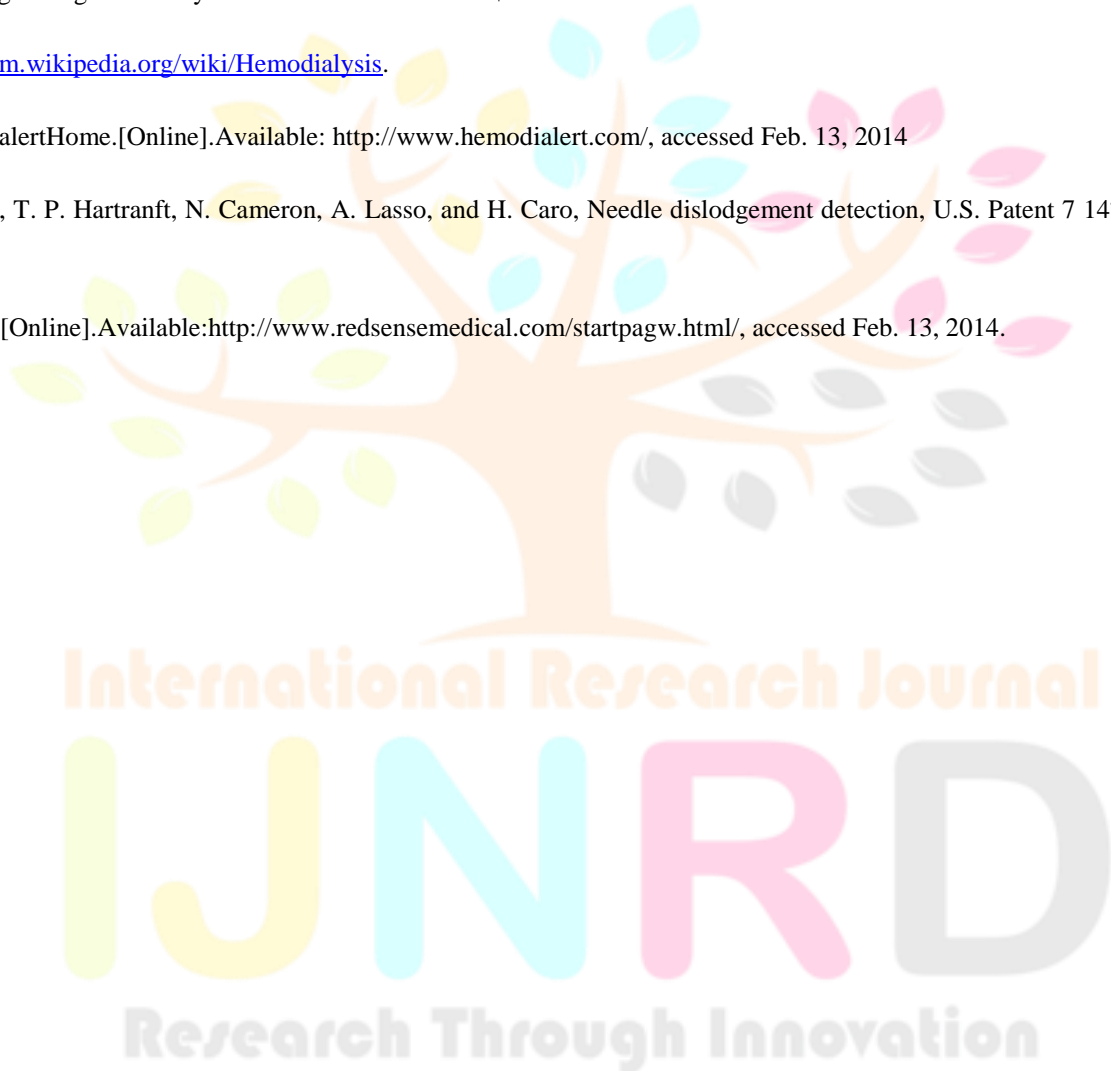 m.wikipedia.org/wiki/Hemodialysis.
alertHome.[Online].Available: http://www.hemodialert.com/, accessed Feb. 13, 2014
, T. P. Hartranft, N. Cameron, A. Lasso, and H. Caro, Needle dislodgement detection, U.S. Patent 7 14
[Online].Available:http://www.redsensemedical.com/startpagw.html/, accessed Feb. 13, 2014.
International Research Journal
IJNRD
Research Through Innovation